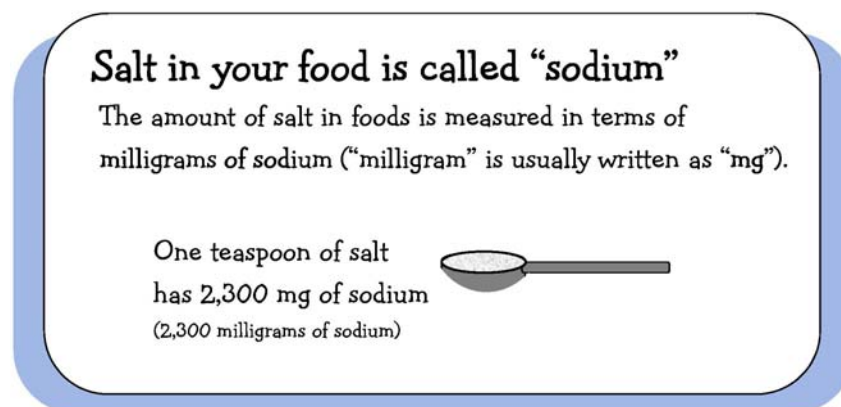 Salt in your food is called “sodium”
The amount of salt in foods is measured in terms of
milligrams of sodium (“milligram” is usually written as “mg”).
One teaspoon of salt
has 2,300 mg of sodium
(2,300 milligrams of sodium)